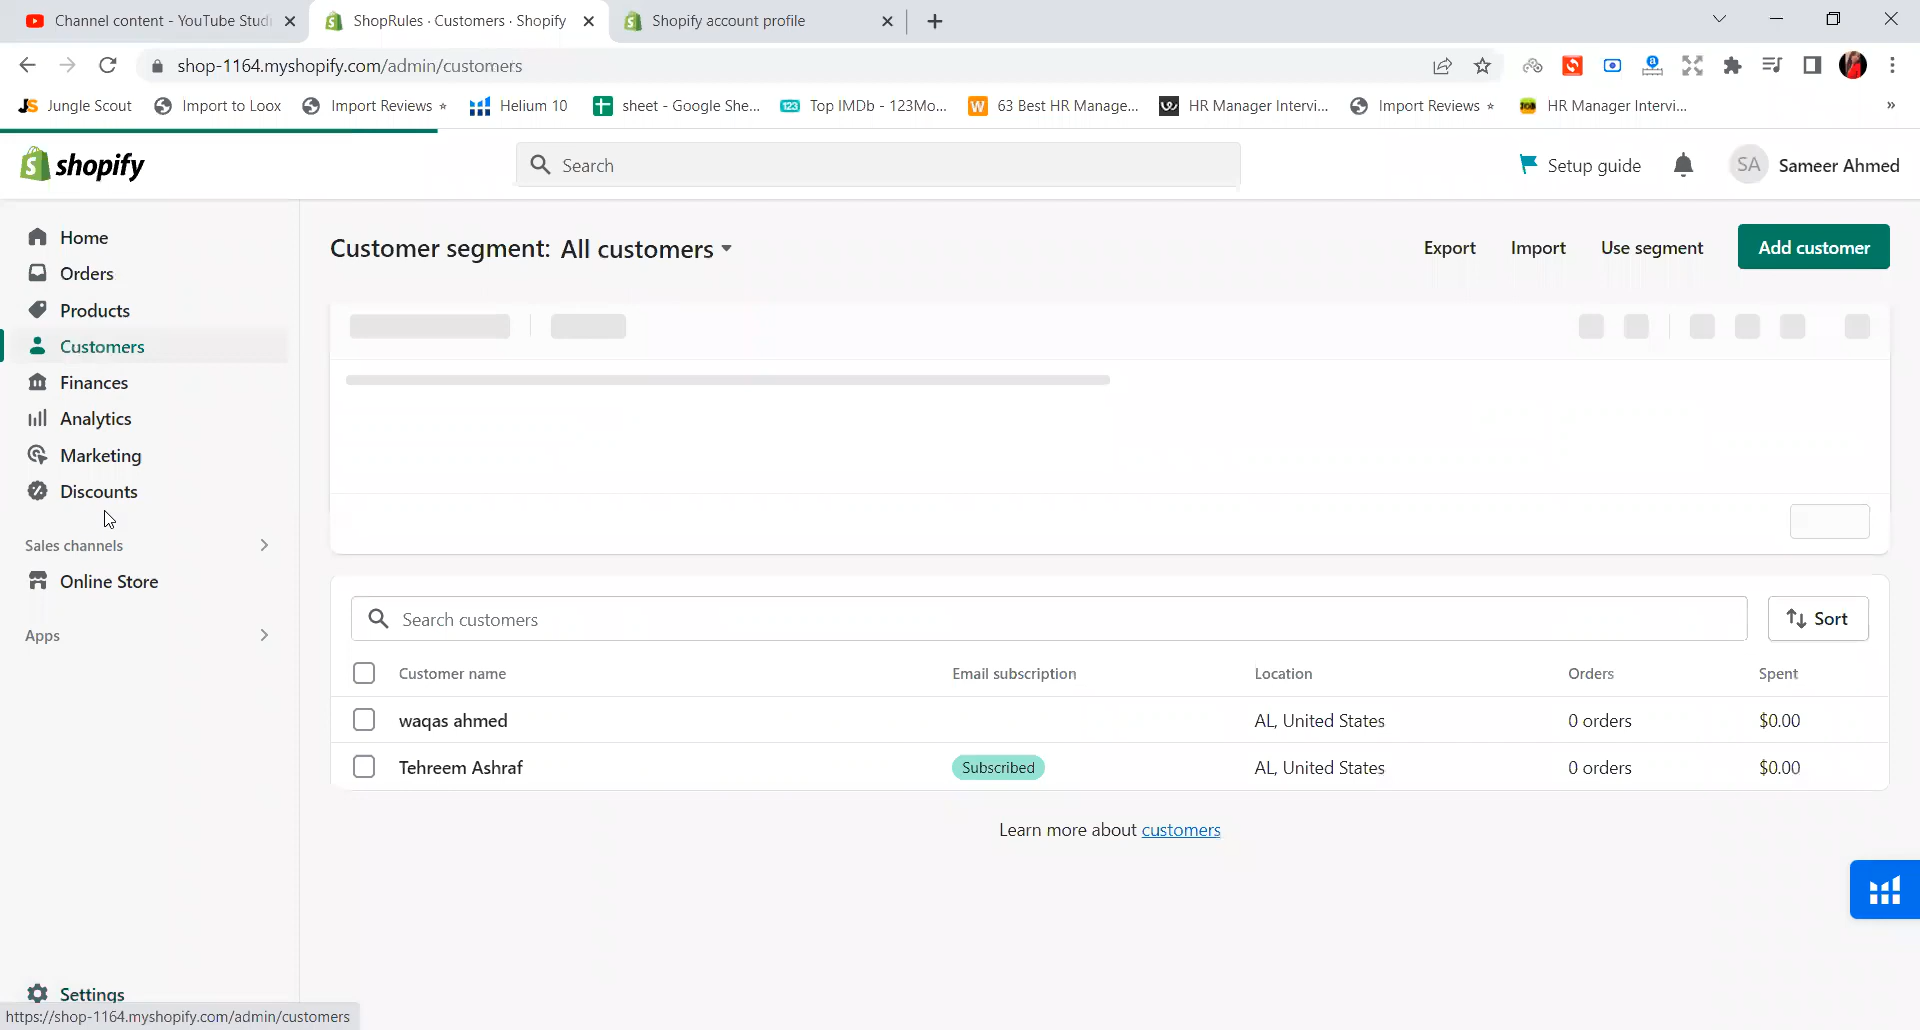 Channel content - YouTube Stud
ShopRules · Customers · Shopify
Shopify account profile
shop-1164.myshopify.com/admin/customers
JS Jungle Scout
Import to Loox
Import Reviews ⭑
Helium 10
sheet - Google She...
123 Top IMDb - 123Mo...
W 63 Best HR Manage...
HR Manager Intervi...
Import Reviews ⭑
JOB HR Manager Intervi...
»
shopify
Search
Setup guide
SA Sameer Ahmed
Home
Orders
Products
Customers
Finances
Analytics
Marketing
Discounts
Sales channels
Online Store
Apps
Settings
Customer segment: All customers
Export Import Use segment Add customer
Search customers
Sort
Customer name Email subscription Location Orders Spent
waqas ahmed AL, United States 0 orders $0.00
Tehreem Ashraf Subscribed AL, United States 0 orders $0.00
Learn more about customers
https://shop-1164.myshopify.com/admin/customers